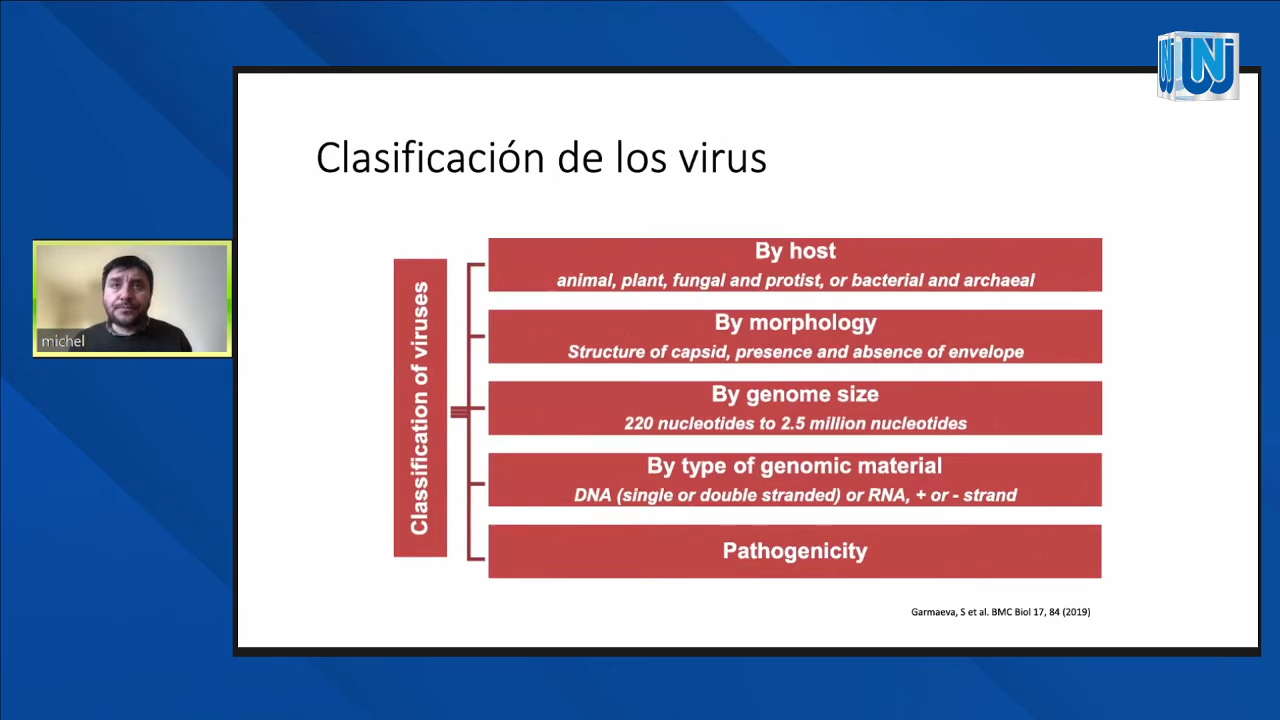 UNJ
Clasificación de los virus
michel
Classification of viruses
By host
animal, plant, fungal and protist, or bacterial and archaeal
By morphology
Structure of capsid, presence and absence of envelope
By genome size
220 nucleotides to 2.5 million nucleotides
By type of genomic material
DNA (single or double stranded) or RNA, + or - strand
Pathogenicity
Garmaeva, S et al. BMC Biol 17, 84 (2019)